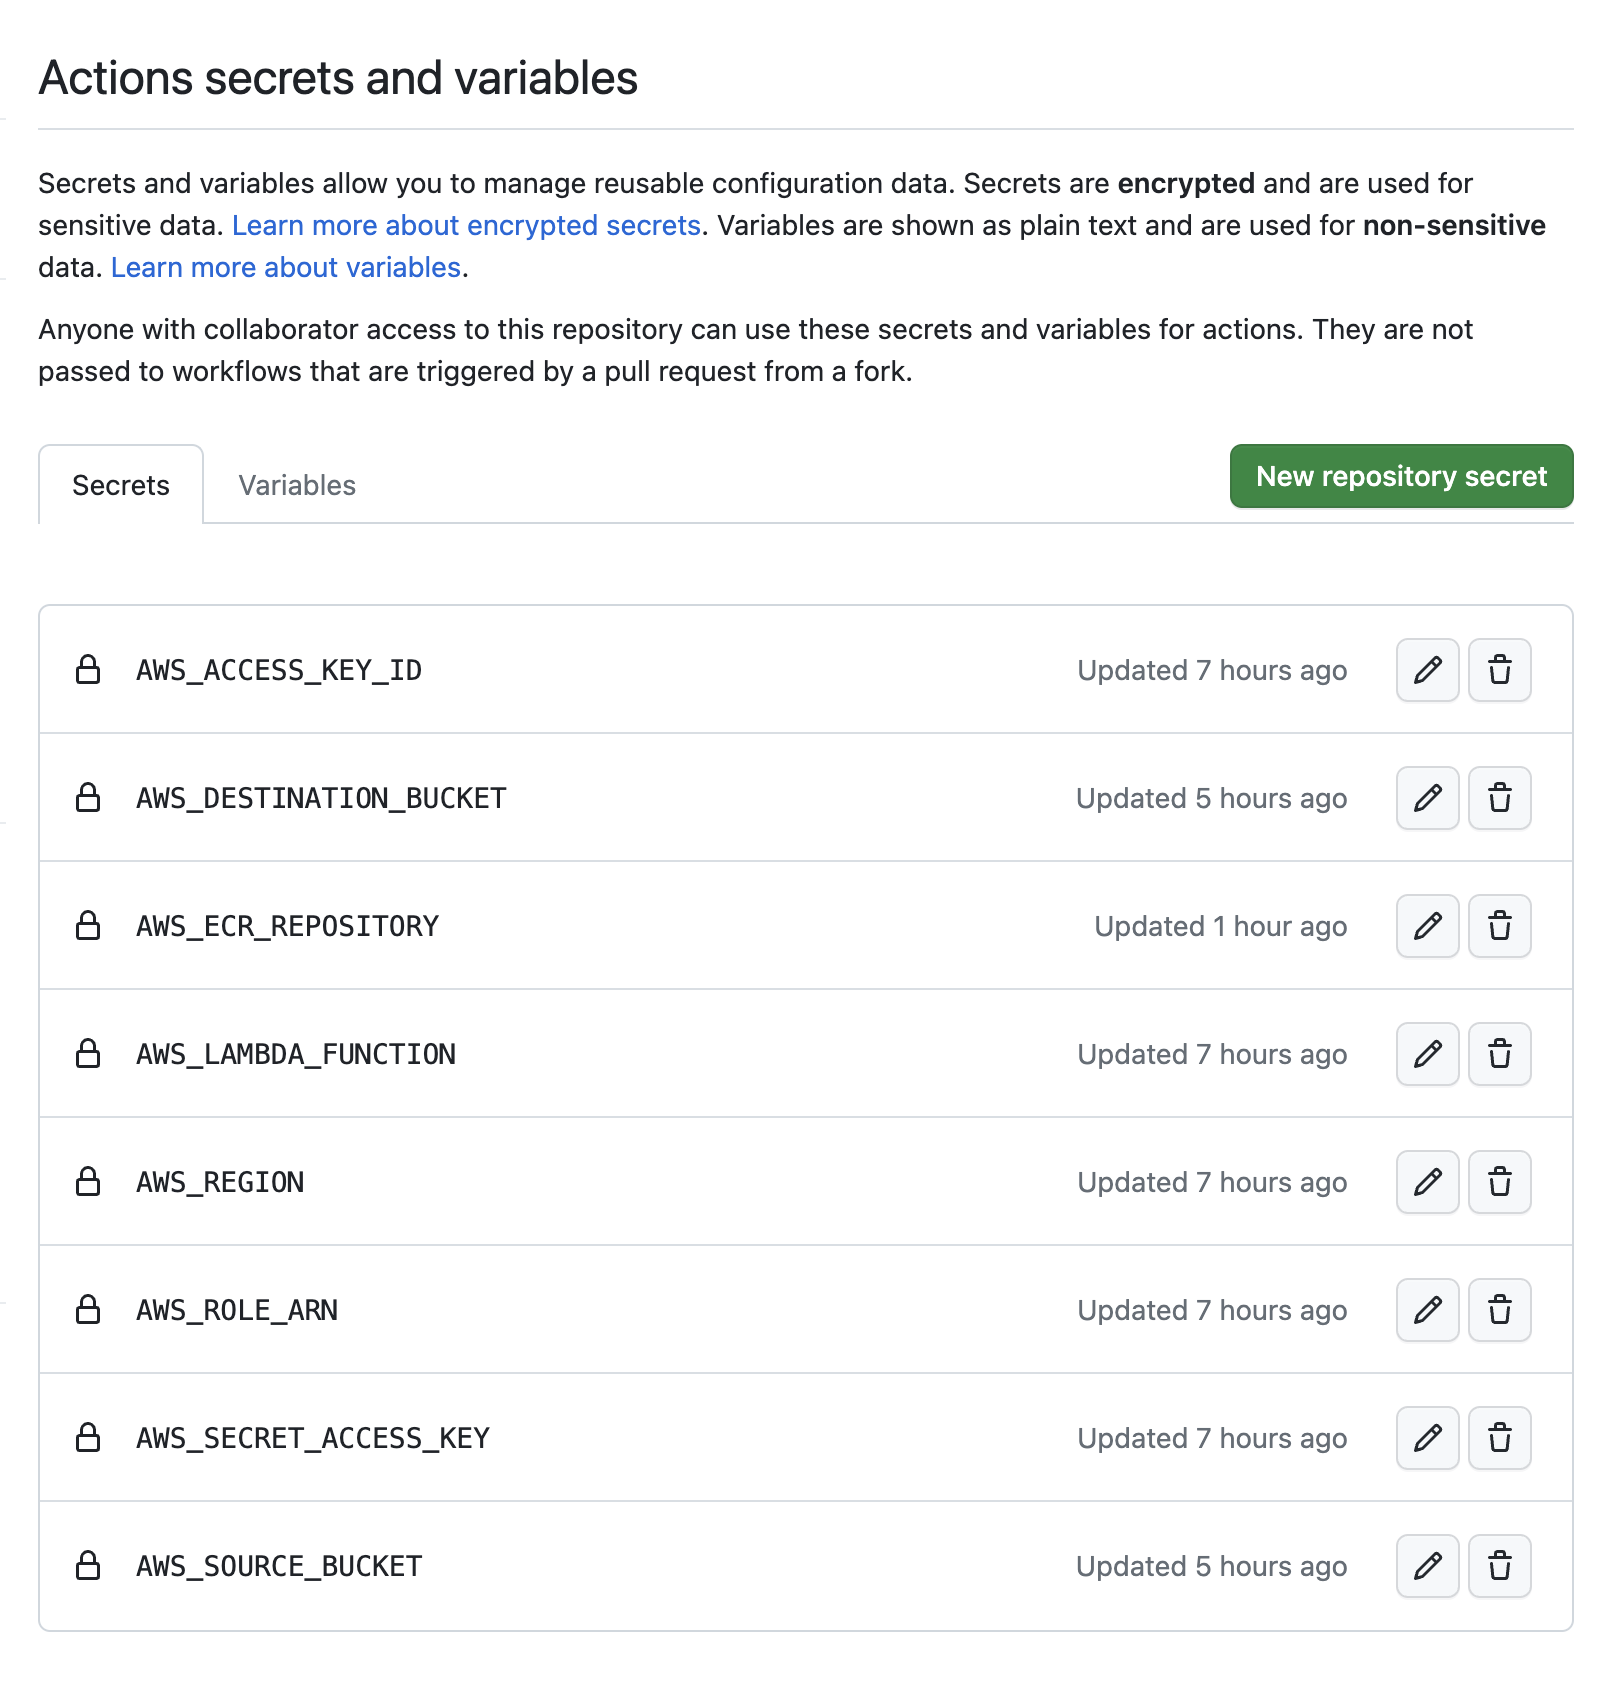 Actions secrets and variables
Secrets and variables allow you to manage reusable configuration data. Secrets are encrypted and are used for
sensitive data. Learn more about encrypted secrets. Variables are shown as plain text and are used for non-sensitive
data. Learn more about variables.
Anyone with collaborator access to this repository can use these secrets and variables for actions. They are not
passed to workflows that are triggered by a pull request from a fork.
Secrets Variables New repository secret
AWS_ACCESS_KEY_ID Updated 7 hours ago
AWS_DESTINATION_BUCKET Updated 5 hours ago
AWS_ECR_REPOSITORY Updated 1 hour ago
AWS_LAMBDA_FUNCTION Updated 7 hours ago
AWS_REGION Updated 7 hours ago
AWS_ROLE_ARN Updated 7 hours ago
AWS_SECRET_ACCESS_KEY Updated 7 hours ago
AWS_SOURCE_BUCKET Updated 5 hours ago